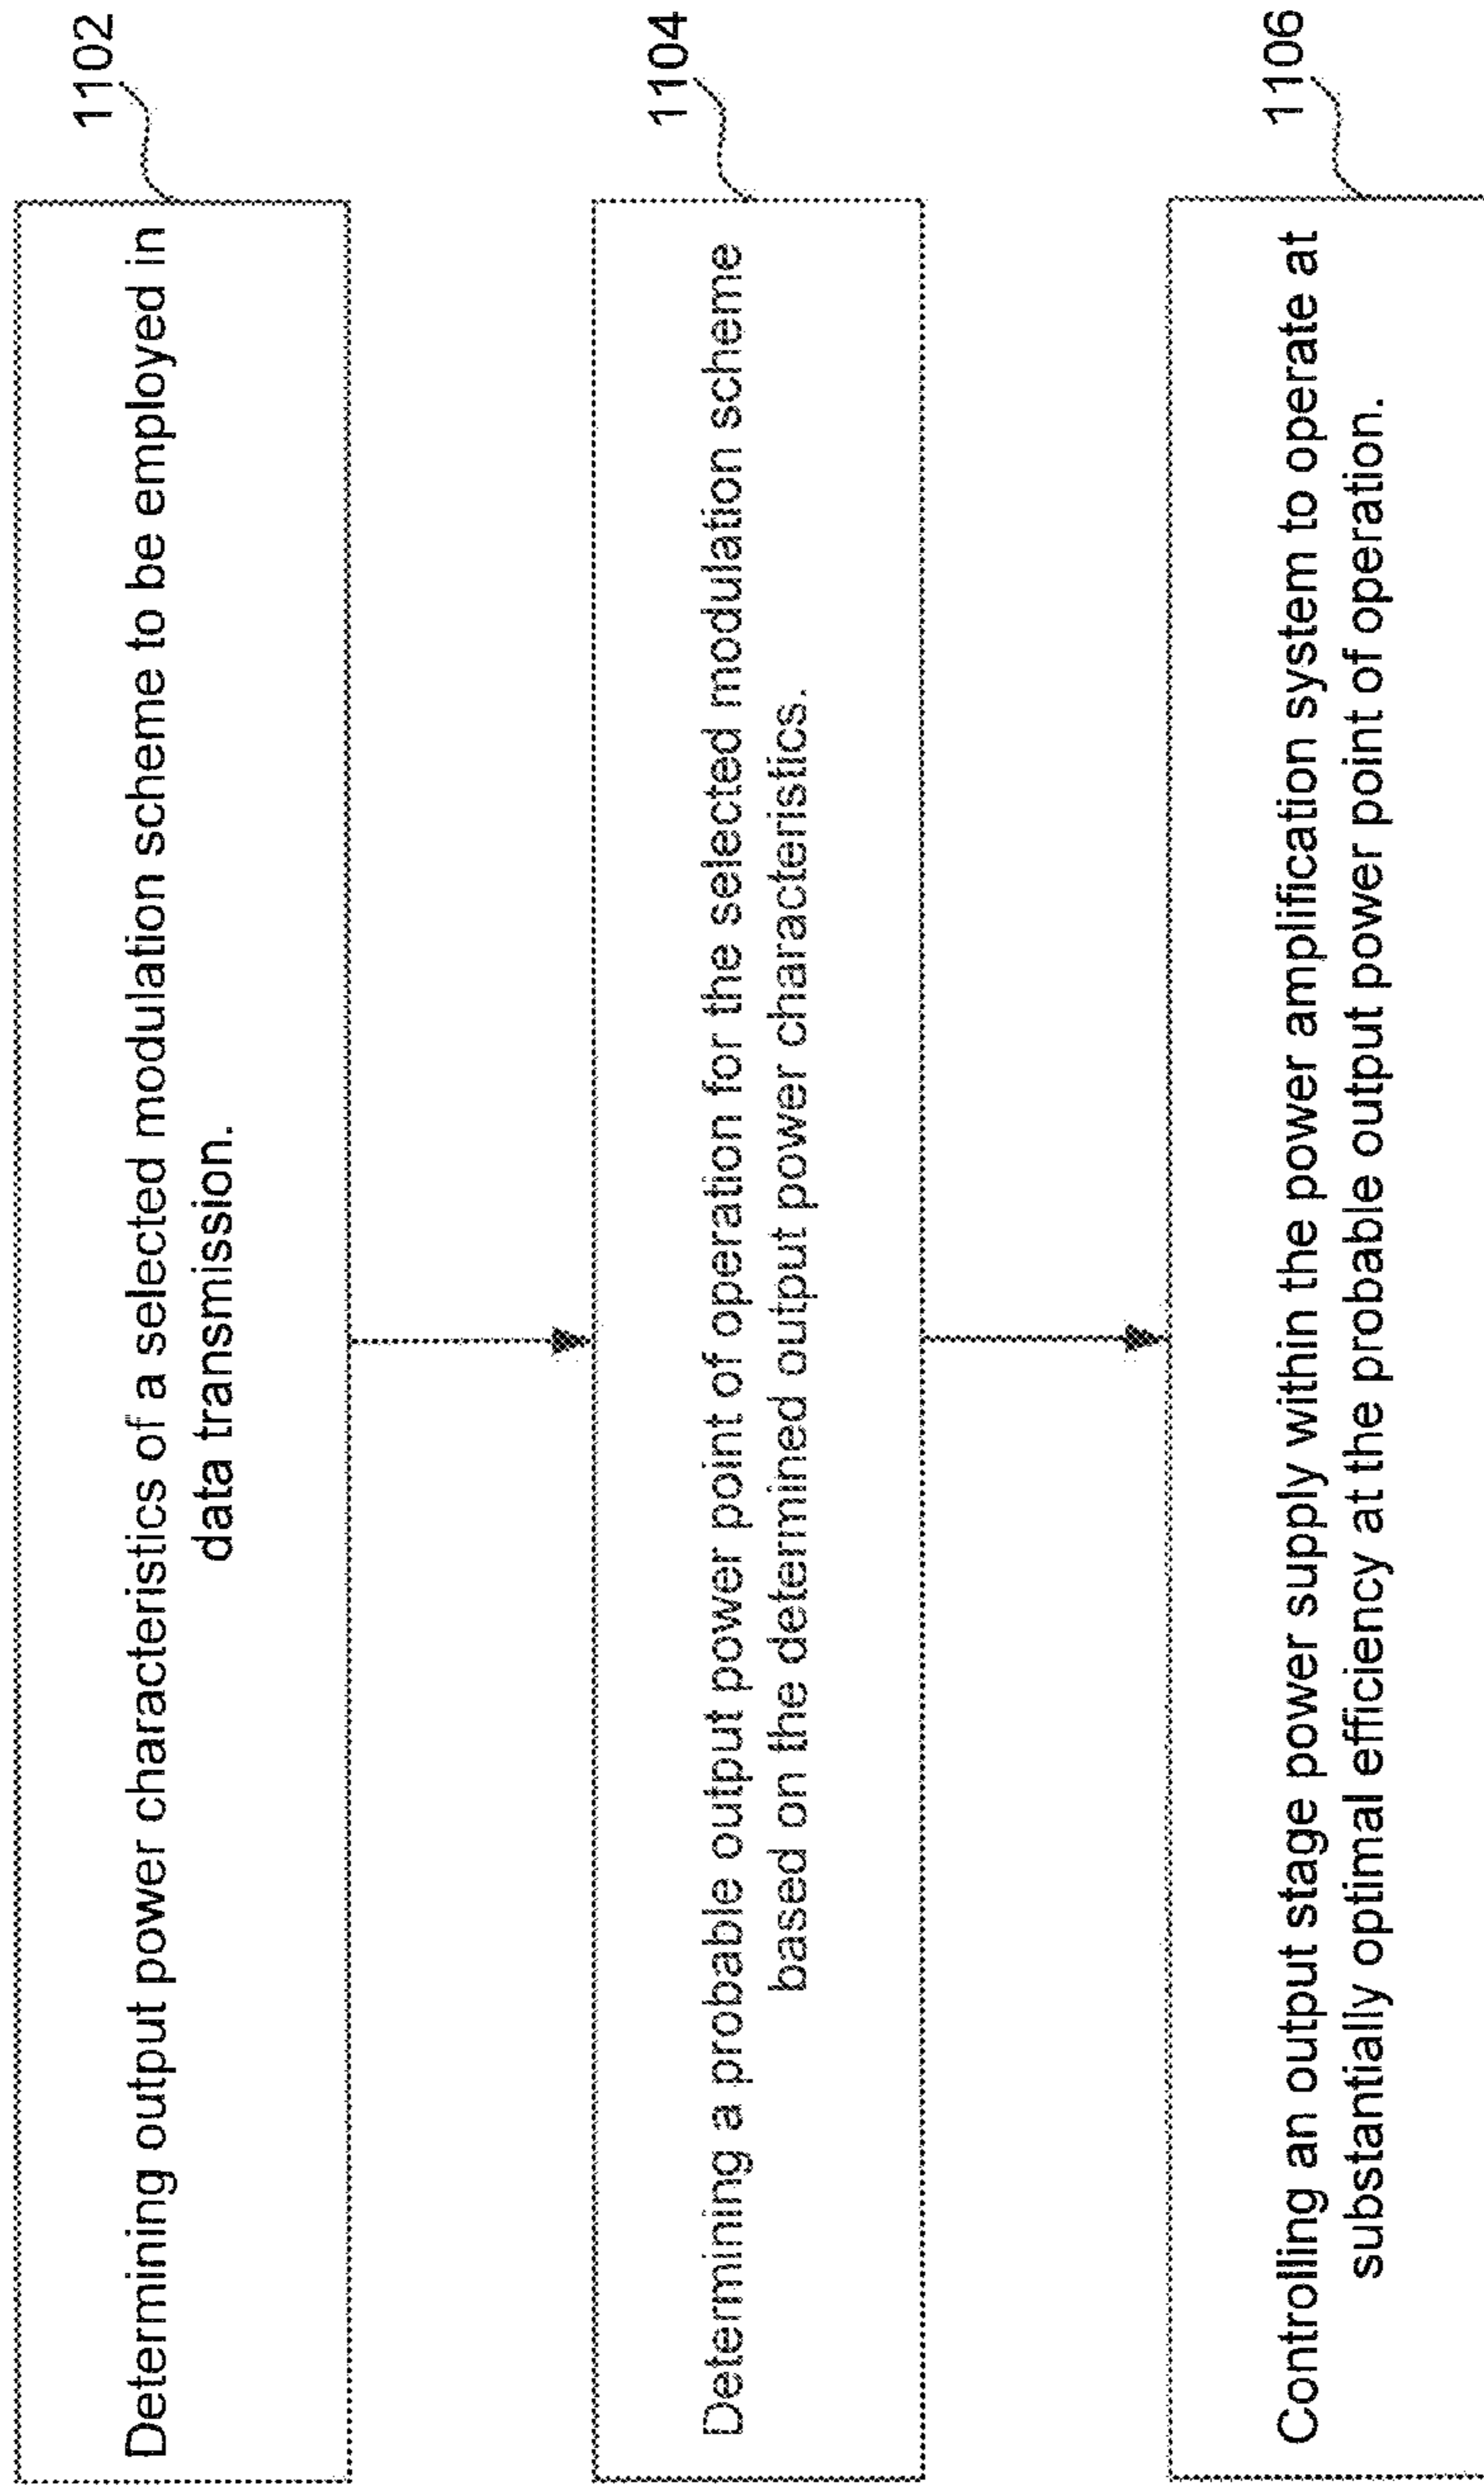 1102
Determining output power characteristics of a selected modulation scheme to be employed in
data transmission.
1104
Determining a probable output power point of operation for the selected modulation scheme
based on the determined output power characteristics.
1106
Controlling an output stage power supply within the power amplification system to operate at
substantially optimal efficiency at the probable output power point of operation.